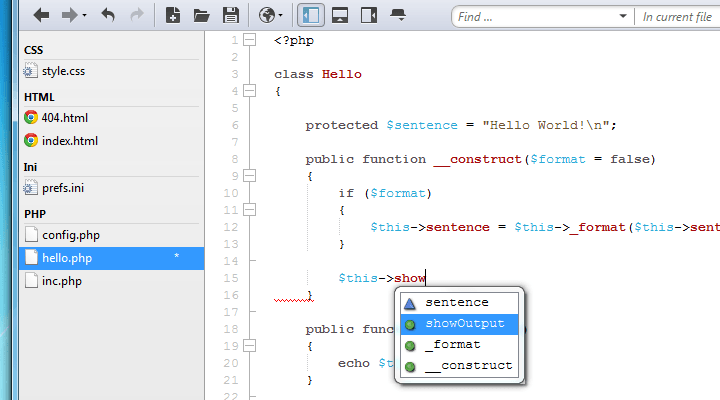 Find ...
In current file
CSS
style.css
HTML
404.html
index.html
Ini
prefs.ini
PHP
config.php
hello.php *
inc.php
1 <?php
2
3 class Hello
4 {
5
6 protected $sentence = "Hello World!\n";
7
8 public function __construct($format = false)
9 {
10 if ($format)
11 {
12 $this->sentence = $this->_format($this->sent
13 }
14
15 $this->show
16 }
17
18 public func )
19 {
20 echo $t
21 }
22
sentence
showOutput
_format
__construct